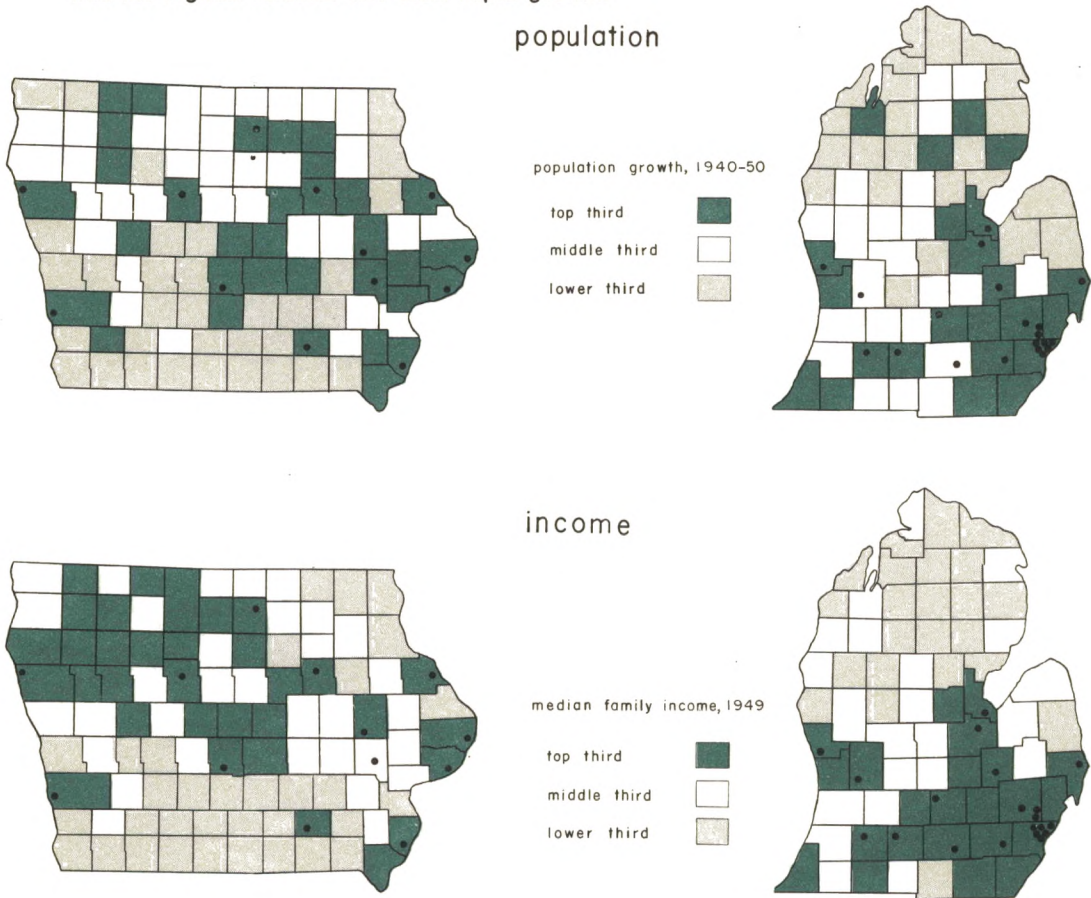 population
population growth, 1940-50
top third
middle third
lower third
income
median family income, 1949
top third
middle third
lower third